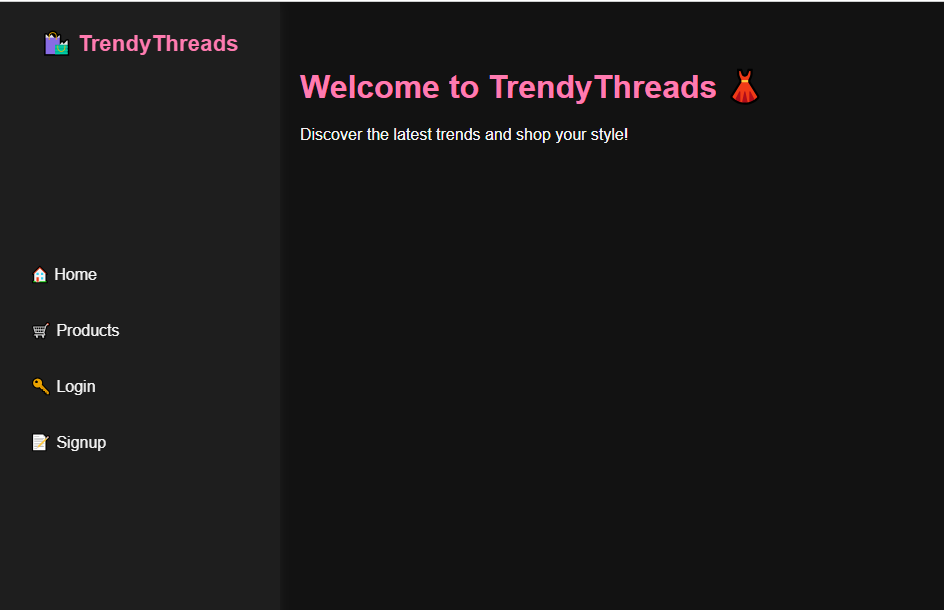 TrendyThreads
Welcome to TrendyThreads
Discover the latest trends and shop your style!
Home
Products
Login
Signup